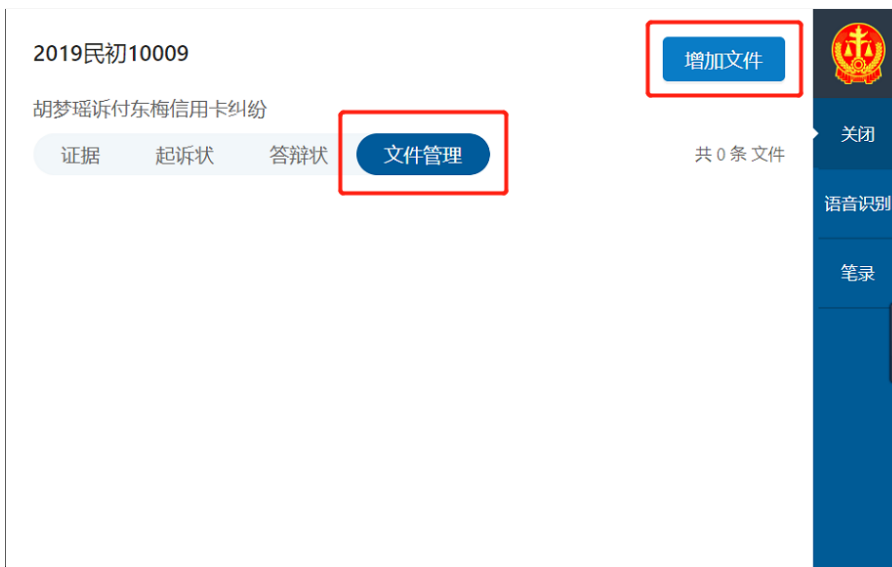 2019民初10009
增加文件
胡梦瑶诉付东梅信用卡纠纷
证据 起诉状 答辩状 文件管理 共 0 条 文件
关闭
语音识别
笔录